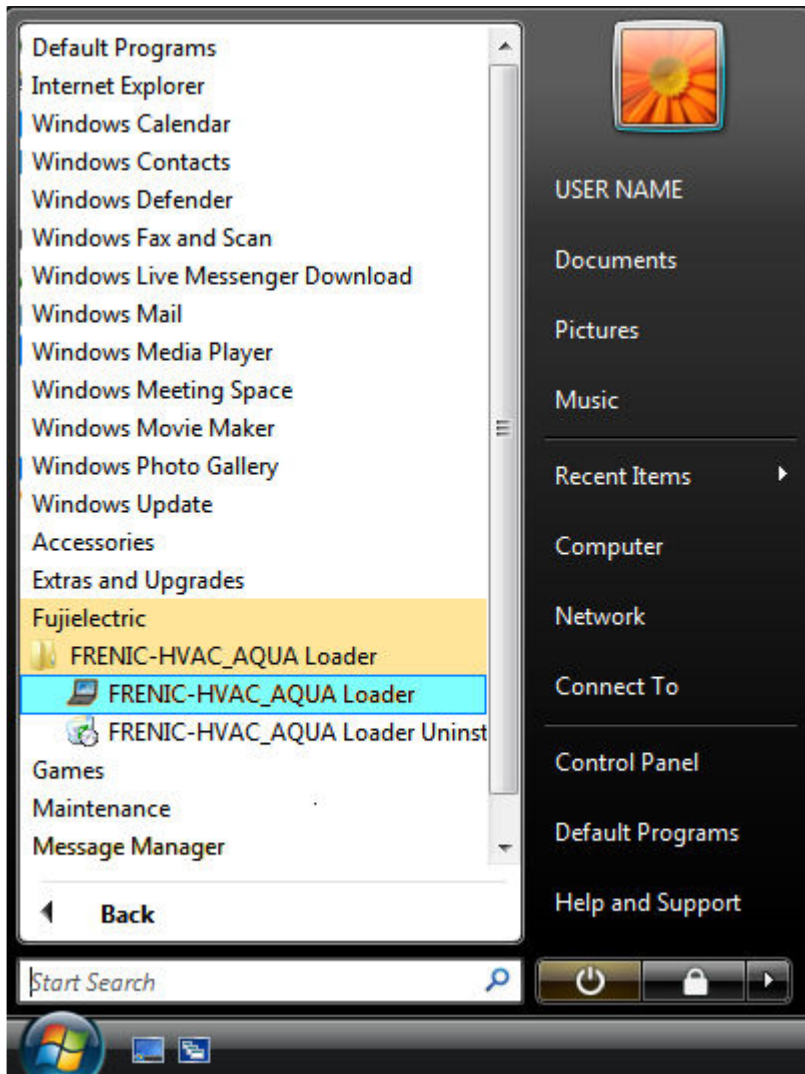 Default Programs
Internet Explorer
Windows Calendar
Windows Contacts
Windows Defender
Windows Fax and Scan
Windows Live Messenger Download
Windows Mail
Windows Media Player
Windows Meeting Space
Windows Movie Maker
Windows Photo Gallery
Windows Update
Accessories
Extras and Upgrades
Fujielectric
FRENIC-HVAC_AQUA Loader
FRENIC-HVAC_AQUA Loader
FRENIC-HVAC_AQUA Loader Uninst
Games
Maintenance
Message Manager
Back
Start Search
USER NAME
Documents
Pictures
Music
Recent Items
Computer
Network
Connect To
Control Panel
Default Programs
Help and Support